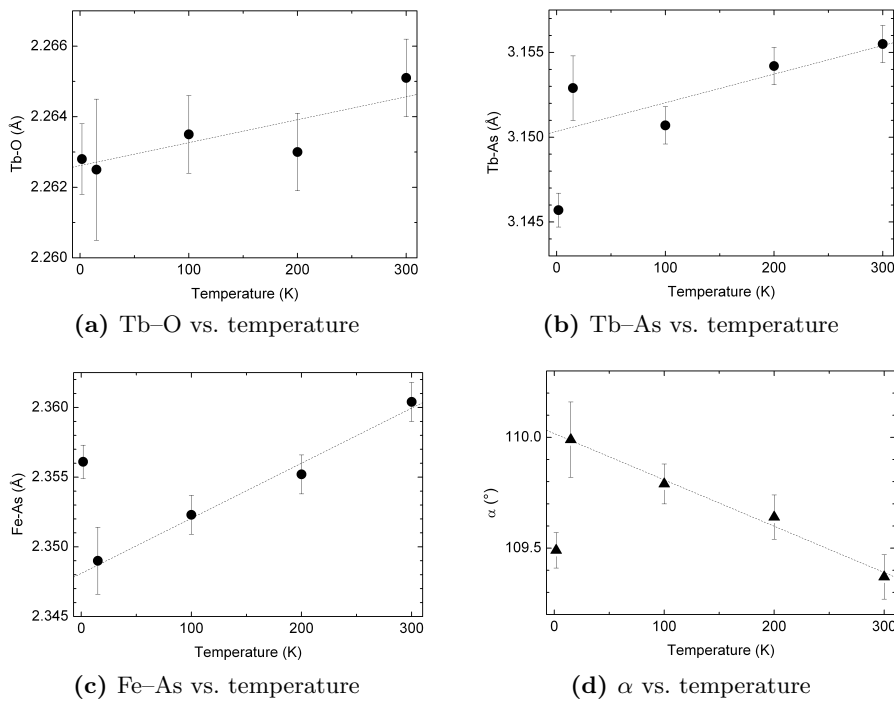 2.266
2.264
2.262
2.260
Tb-O (Å)
0 100 200 300
Temperature (K)
(a) Tb–O vs. temperature
3.155
3.150
3.145
Tb-As (Å)
0 100 200 300
Temperature (K)
(b) Tb–As vs. temperature
2.360
2.355
2.350
2.345
Fe-As (Å)
0 100 200 300
Temperature (K)
(c) Fe–As vs. temperature
110.0
109.5
α (°)
0 100 200 300
Temperature (K)
(d) α vs. temperature